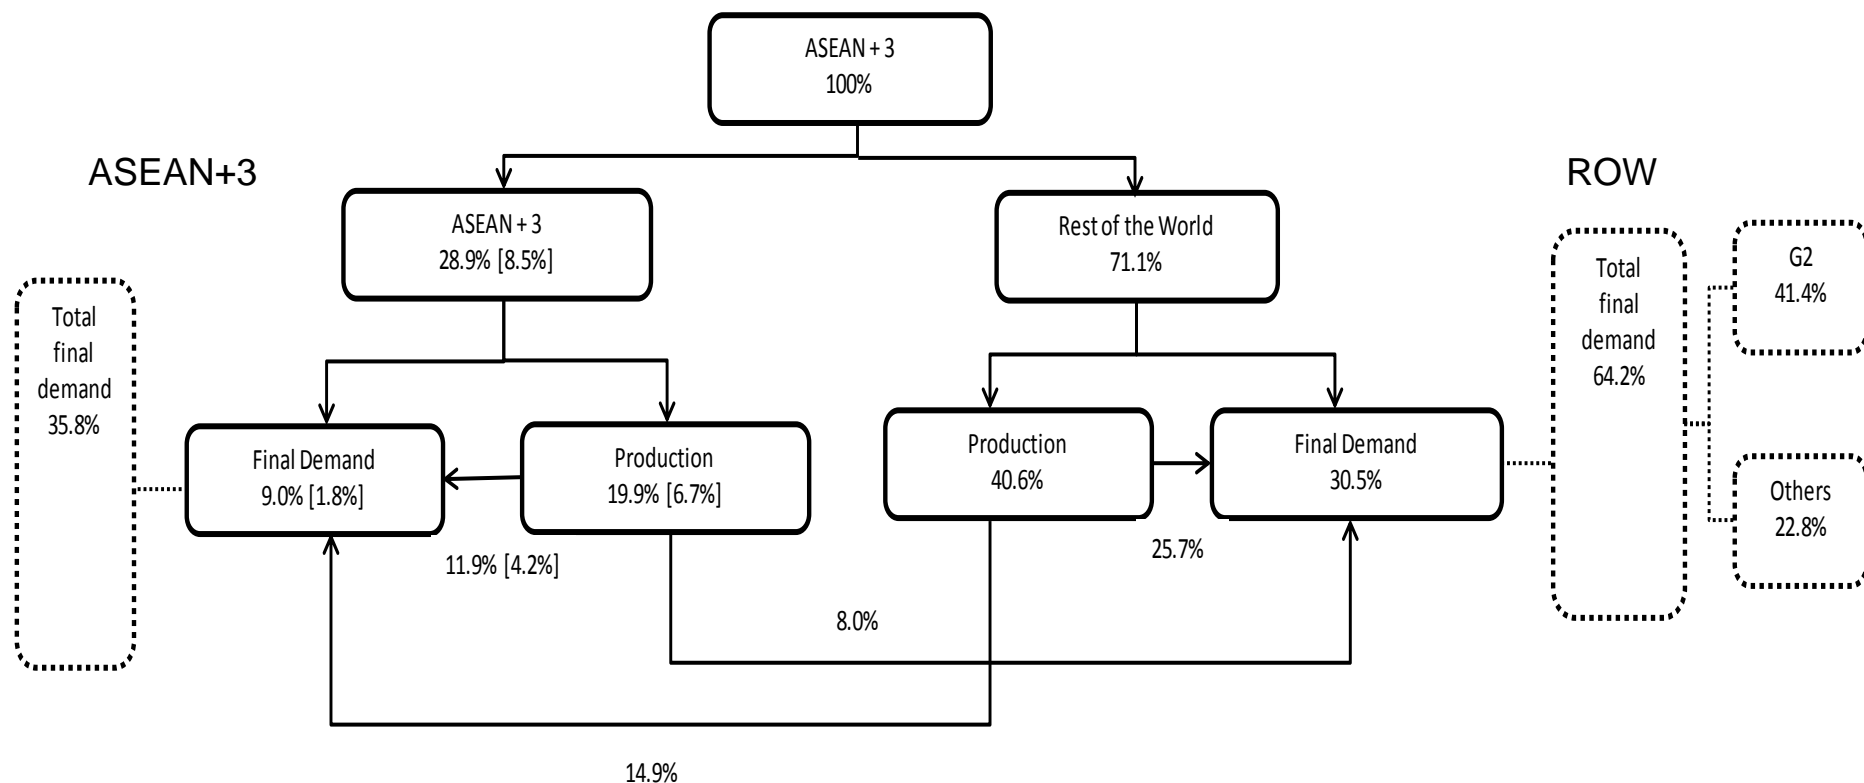 ASEAN + 3
100%
ASEAN+3
ROW
ASEAN + 3
28.9% [8.5%]
Rest of the World
71.1%
Total
final
demand
35.8%
Total
final
demand
64.2%
G2
41.4%
Final Demand
9.0% [1.8%]
Production
19.9% [6.7%]
Production
40.6%
Final Demand
30.5%
Others
22.8%
11.9% [4.2%]
25.7%
8.0%
14.9%